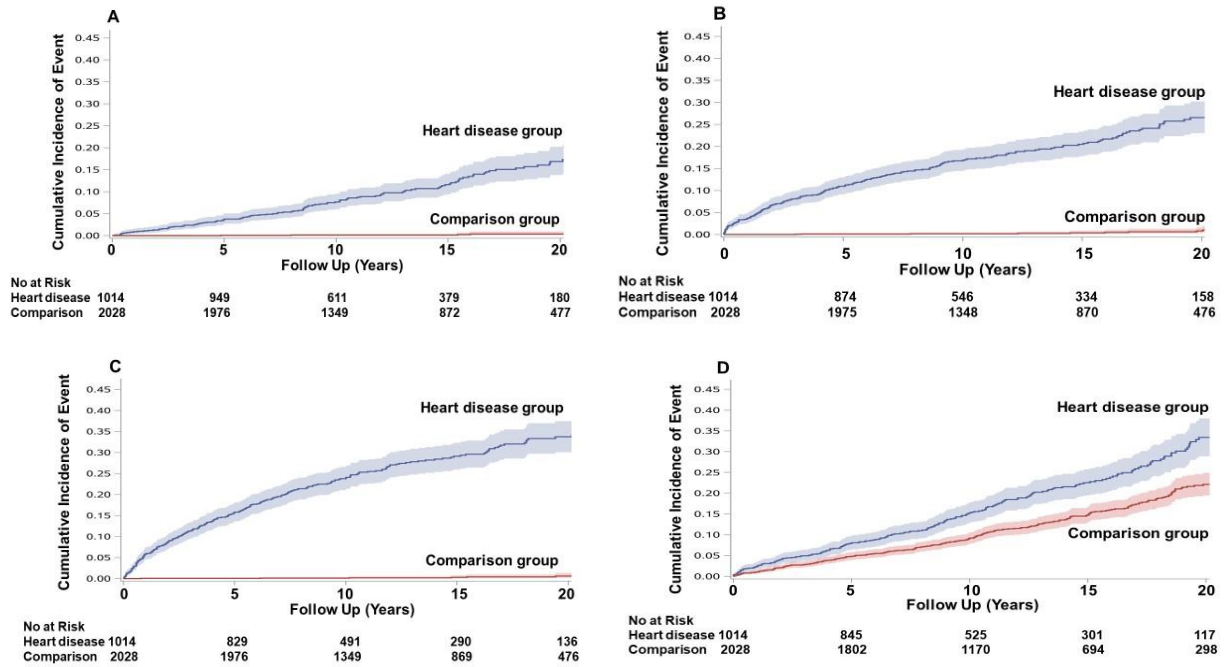 A
Cumulative Incidence of Event
0.45
0.40
0.35
0.30
0.25
0.20
0.15
0.10
0.05
0.00
Heart disease group
Comparison group
0 5 10 15 20
Follow Up (Years)
No at Risk
Heart disease 1014 949 611 379 180
Comparison 2028 1976 1349 872 477
B
Cumulative Incidence of Event
0.45
0.40
0.35
0.30
0.25
0.20
0.15
0.10
0.05
0.00
Heart disease group
Comparison group
0 5 10 15 20
Follow Up (Years)
No at Risk
Heart disease 1014 874 546 334 158
Comparison 2028 1975 1348 870 476
C
Cumulative Incidence of Event
0.45
0.40
0.35
0.30
0.25
0.20
0.15
0.10
0.05
0.00
Heart disease group
Comparison group
0 5 10 15 20
Follow Up (Years)
No at Risk
Heart disease 1014 829 491 290 136
Comparison 2028 1976 1349 869 476
D
Cumulative Incidence of Event
0.45
0.40
0.35
0.30
0.25
0.20
0.15
0.10
0.05
0.00
Heart disease group
Comparison group
0 5 10 15 20
Follow Up (Years)
No at Risk
Heart disease 1014 845 525 301 117
Comparison 2028 1802 1170 694 298